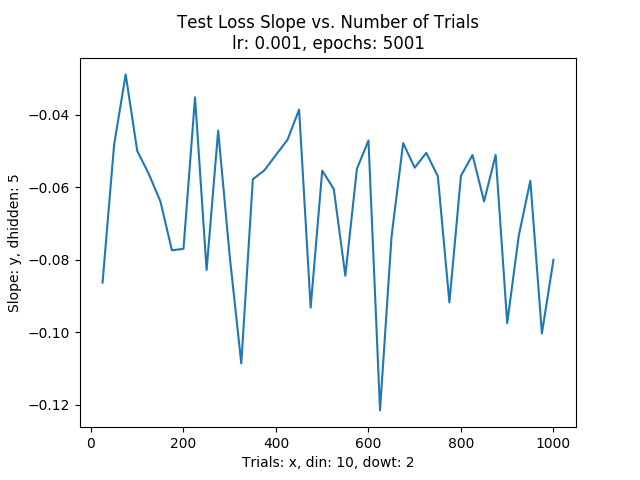 Test Loss Slope vs. Number of Trials
lr: 0.001, epochs: 5001
Slope: y, dhidden: 5
−0.04
−0.06
−0.08
−0.10
−0.12
0
200
400
600
800
1000
Trials: x, din: 10, dowt: 2